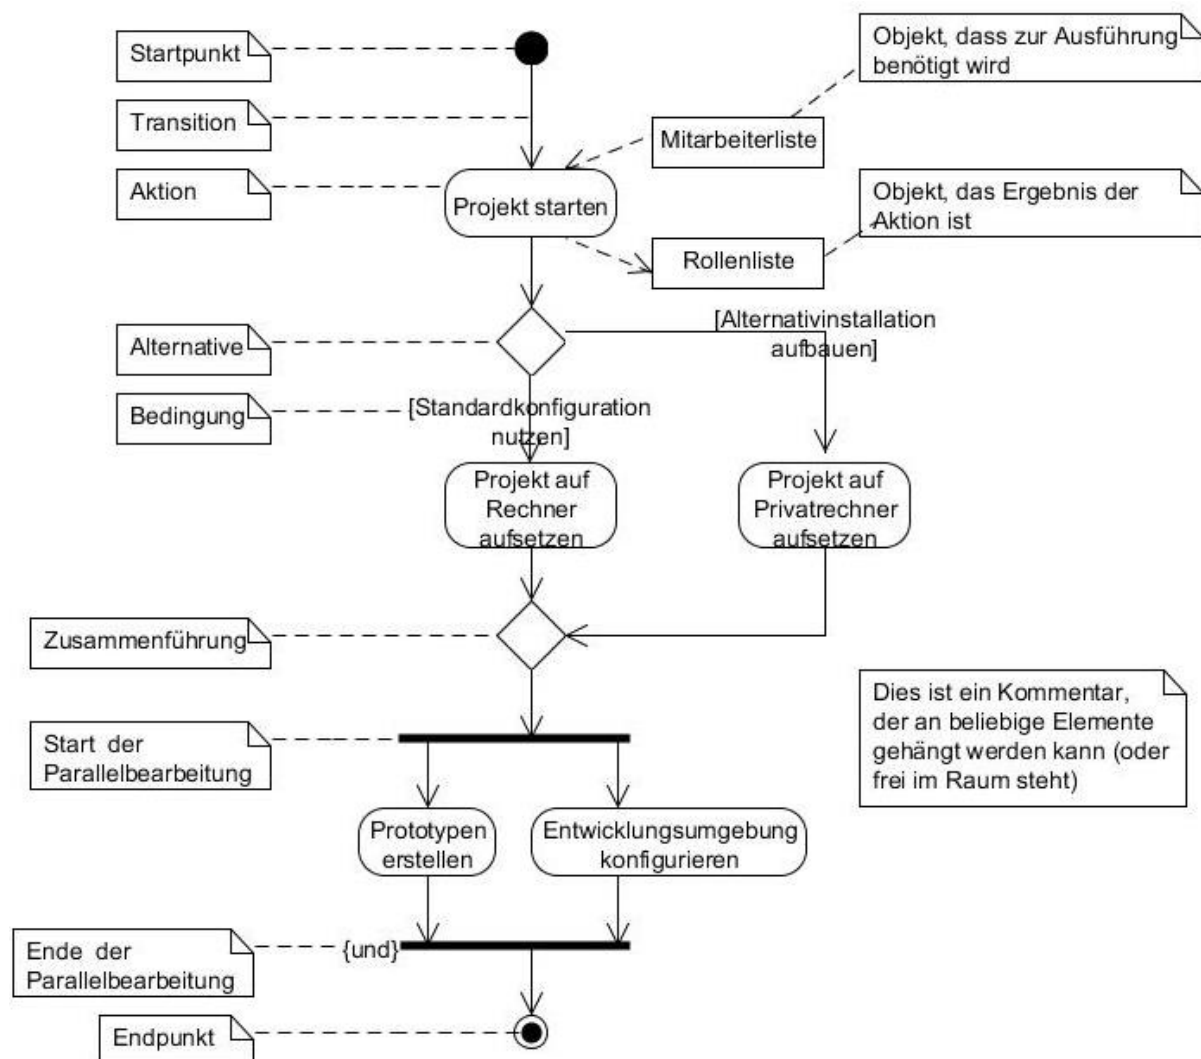 Startpunkt
Objekt, dass zur Ausführung
benötigt wird
Transition
Mitarbeiterliste
Aktion
Projekt starten
Objekt, das Ergebnis der
Aktion ist
Rollenliste
[Alternativinstallation
aufbauen]
Alternative
Bedingung
[Standardkonfiguration
nutzen]
Projekt auf
Rechner
aufsetzen
Projekt auf
Privatrechner
aufsetzen
Zusammenführung
Dies ist ein Kommentar,
der an beliebige Elemente
gehängt werden kann (oder
frei im Raum steht)
Start der
Parallelbearbeitung
Prototypen
erstellen
Entwicklungsumgebung
konfigurieren
Ende der
Parallelbearbeitung
{und}
Endpunkt